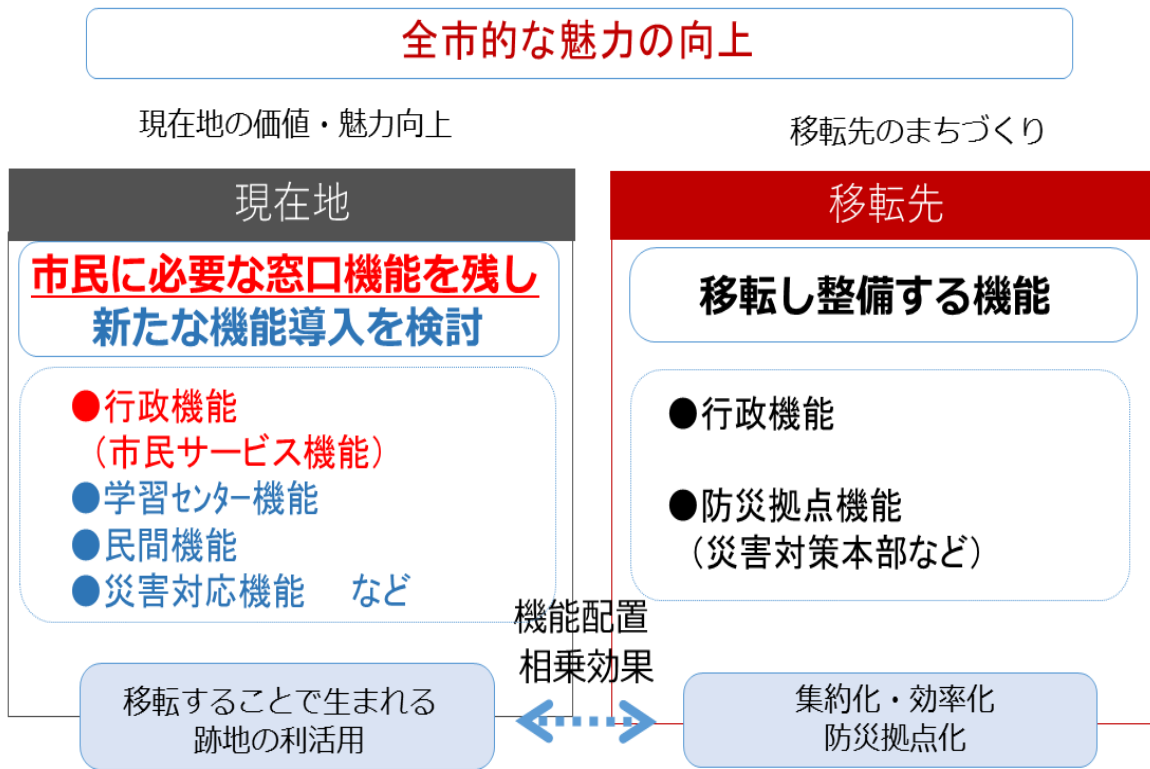 全市的な魅力の向上
現在地の価値・魅力向上
移転先のまちづくり
現在地
市民に必要な窓口機能を残し
新たな機能導入を検討
●行政機能
（市民サービス機能）
●学習センター機能
●民間機能
●災害対応機能　など
移転することで生まれる
跡地の利活用
移転先
移転し整備する機能
●行政機能
●防災拠点機能
（災害対策本部など）
集約化・効率化
防災拠点化
機能配置
相乗効果